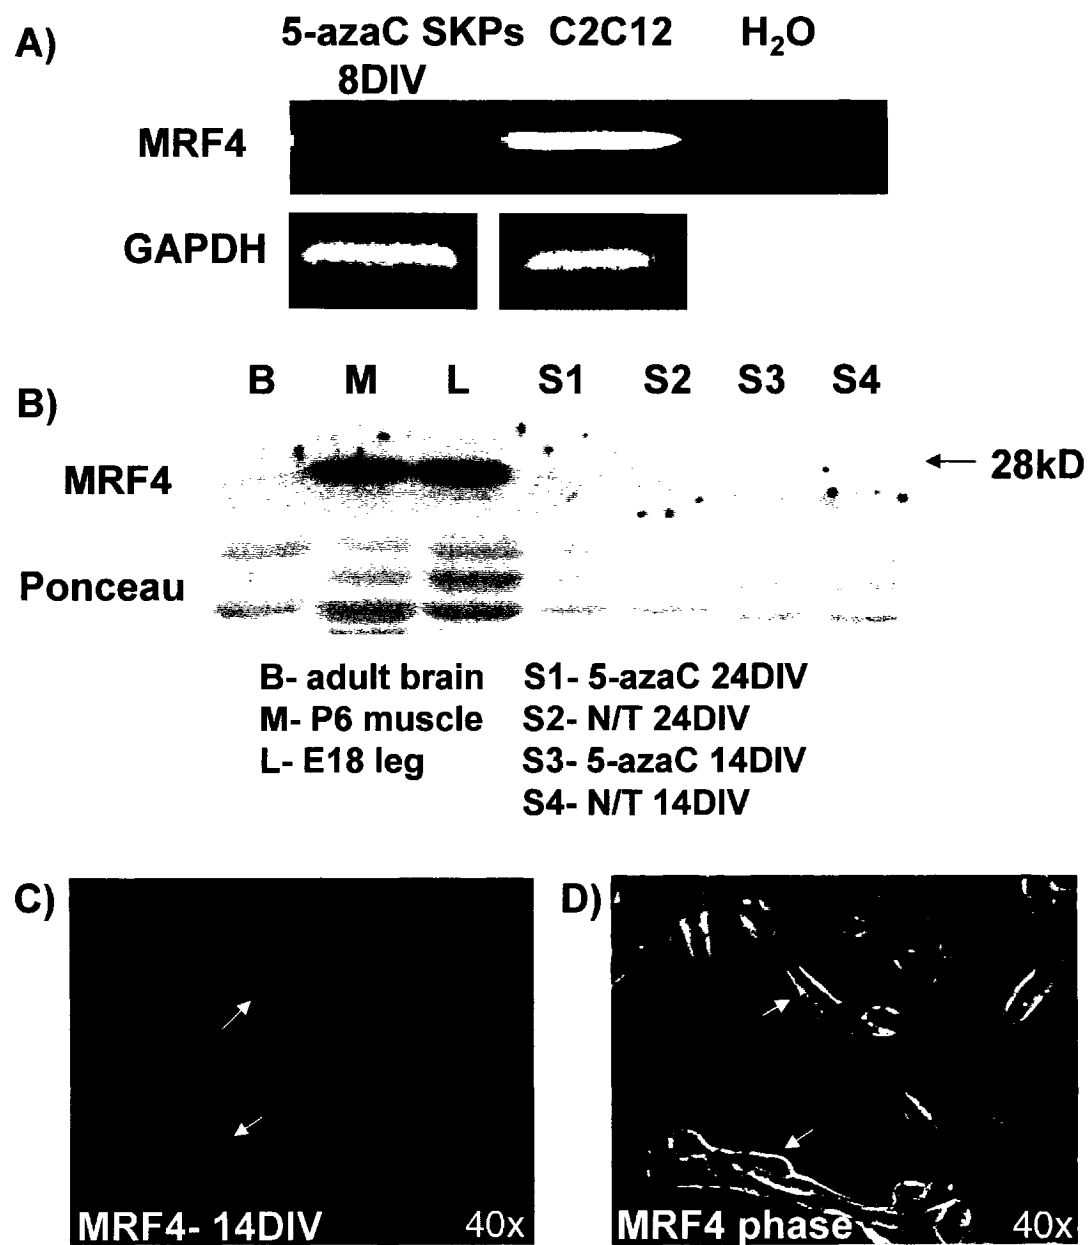 A)
5-azaC SKPs C2C12 H₂O
8DIV
MRF4
GAPDH
B)
B M L S1 S2 S3 S4
MRF4
28kD
Ponceau
B- adult brain
M- P6 muscle
L- E18 leg
S1- 5-azaC 24DIV
S2- N/T 24DIV
S3- 5-azaC 14DIV
S4- N/T 14DIV
C)
MRF4- 14DIV 40x
D)
MRF4 phase 40x